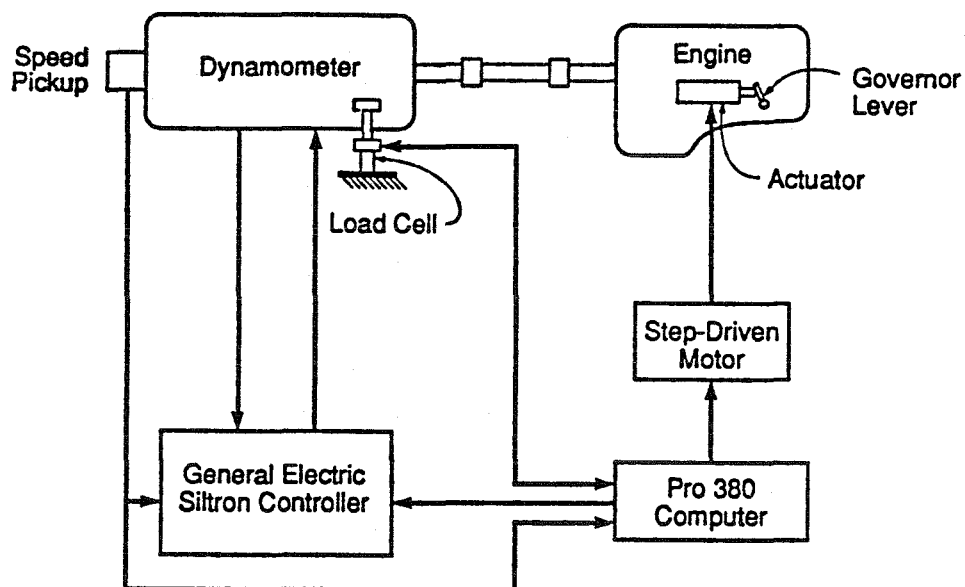 Speed
Pickup
Dynamometer
Engine
Governor
Lever
Actuator
Load Cell
Step-Driven
Motor
General Electric
Siltron Controller
Pro 380
Computer